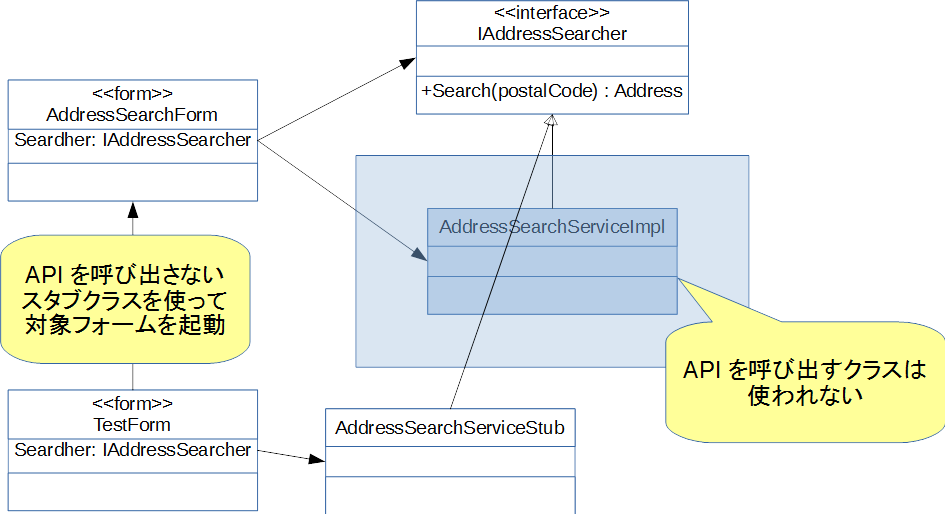 <<interface>>
IAddressSearcher
+Search(postalCode) : Address
<<form>>
AddressSearchForm
Seardher: IAddressSearcher
AddressSearchServiceImpl
API を呼び出さない
スタブクラスを使って
対象フォームを起動
API を呼び出すクラスは
使われない
<<form>>
TestForm
Seardher: IAddressSearcher
AddressSearchServiceStub